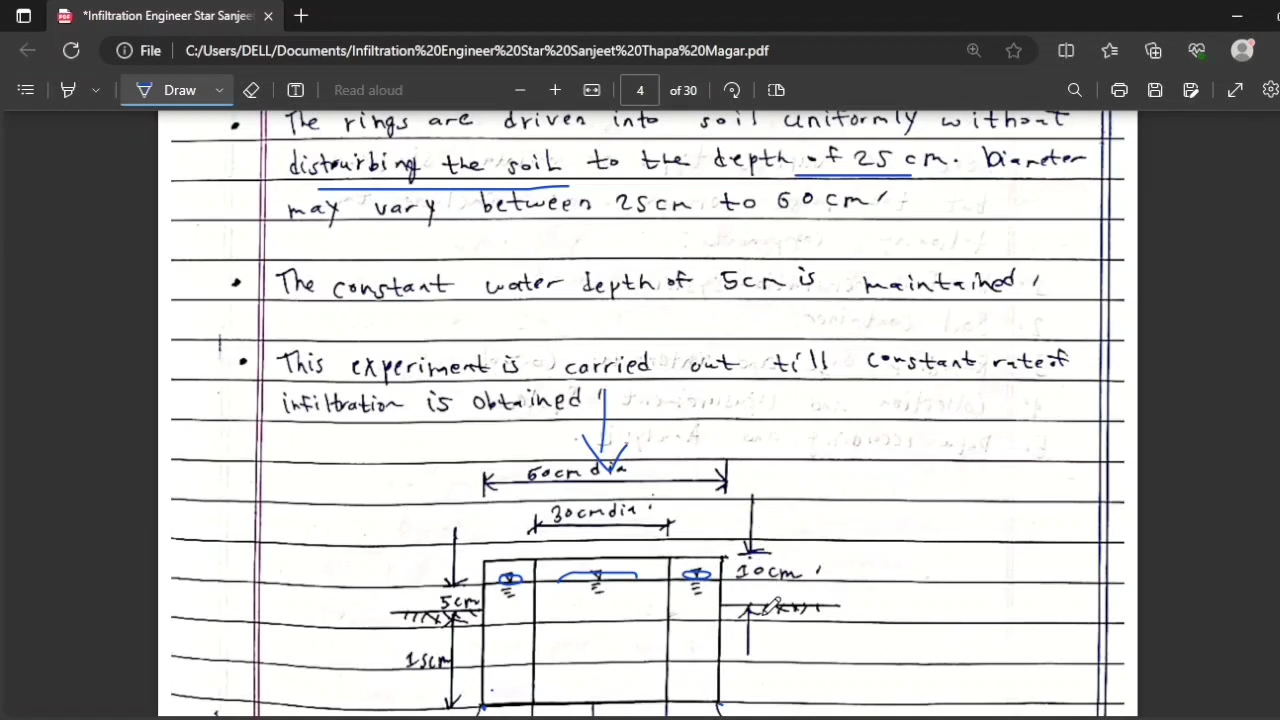 *Infiltration Engineer Star Sanjee
File C:/Users/DELL/Documents/Infiltration%20Engineer%20Star%20Sanjeet%20Thapa%20Magar.pdf
Draw Read aloud 4 of 30
• The rings are driven into soil uniformly without
disturbing the soil to the depth of 25 cm. Diameter
may vary between 25cm to 60cm.
• The constant water depth of 5cm is maintained.
• This experiment is carried out till constant rate of
infiltration is obtained.
60cm dia
30cm dia.
10cm.
5cm
15cm